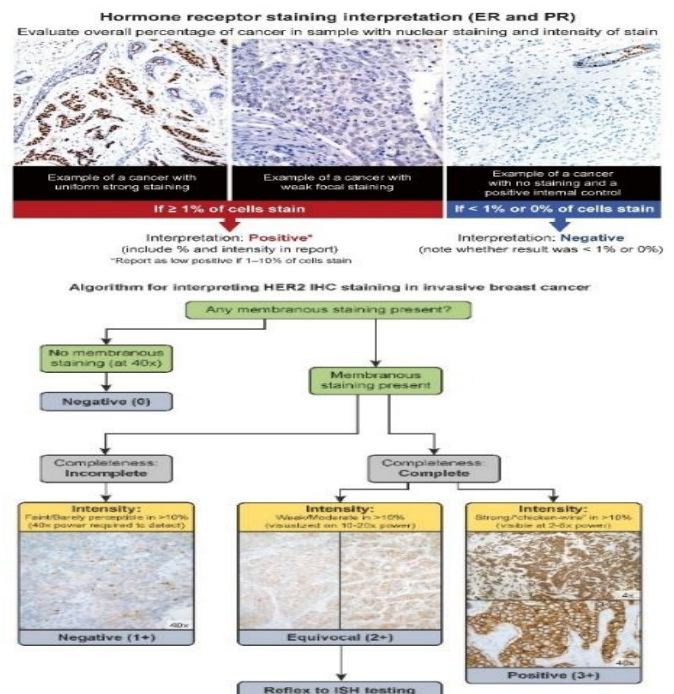 Hormone receptor staining interpretation (ER and PR)
Evaluate overall percentage of cancer in sample with nuclear staining and intensity of stain
Example of a cancer with
uniform strong staining
Example of a cancer with
weak focal staining
Example of a cancer
with no staining and a
positive internal control
If ≥ 1% of cells stain
If < 1% or 0% of cells stain
Interpretation: Positive*
(include % and intensity in report)
*Report as low positive if 1–10% of cells stain
Interpretation: Negative
(note whether result was < 1% or 0%)
Algorithm for interpreting HER2 IHC staining in invasive breast cancer
Any membranous staining present?
No membranous
staining (at 40x)
Negative (0)
Membranous
staining present
Completeness:
Incomplete
Completeness:
Complete
Intensity:
Faint/Barely perceptible in >10%
(40x power required to detect)
40x
Negative (1+)
Intensity:
Weak/Moderate in >10%
(visualized on 10-20x power)
Equivocal (2+)
Intensity:
Strong/"chicken-wire" in >10%
(visible at 2-8x power)
4x
40x
Positive (3+)
Reflex to ISH testing